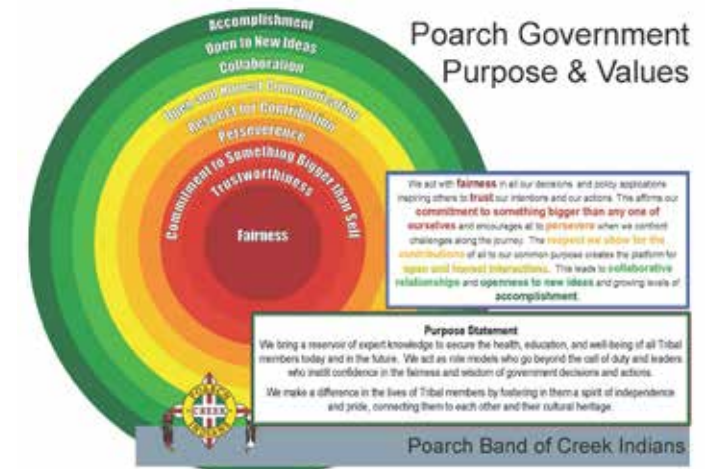 Poarch Government
Purpose & Values
Accomplishment
Open to New Ideas
Collaboration
Open and Honest Communication
Respect for Contribution
Perseverence
Commitment to Something Bigger than Self
Trustworthiness
Fairness
We act with fairness in all our decisions and policy applications
inspiring others to trust our intentions and our actions. This affirms our
commitment to something bigger than any one of
ourselves and encourages all to persevere when we confront
challenges along the journey. The respect we show for the
contributions of all to our common purpose creates the platform for
open and honest interactions. This leads to collaborative
relationships and openness to new ideas and growing levels of
accomplishment.
Purpose Statement
We bring a reservoir of expert knowledge to secure the health, education, and well-being of all Tribal
members today and in the future. We act as role models who go beyond the call of duty and leaders
who instill confidence in the fairness and wisdom of government decisions and actions.
We make a difference in the lives of Tribal members by fostering in them a spirit of independence
and pride, connecting them to each other and their cultural heritage.
POARCH
CREEK
INDIANS
Poarch Band of Creek Indians